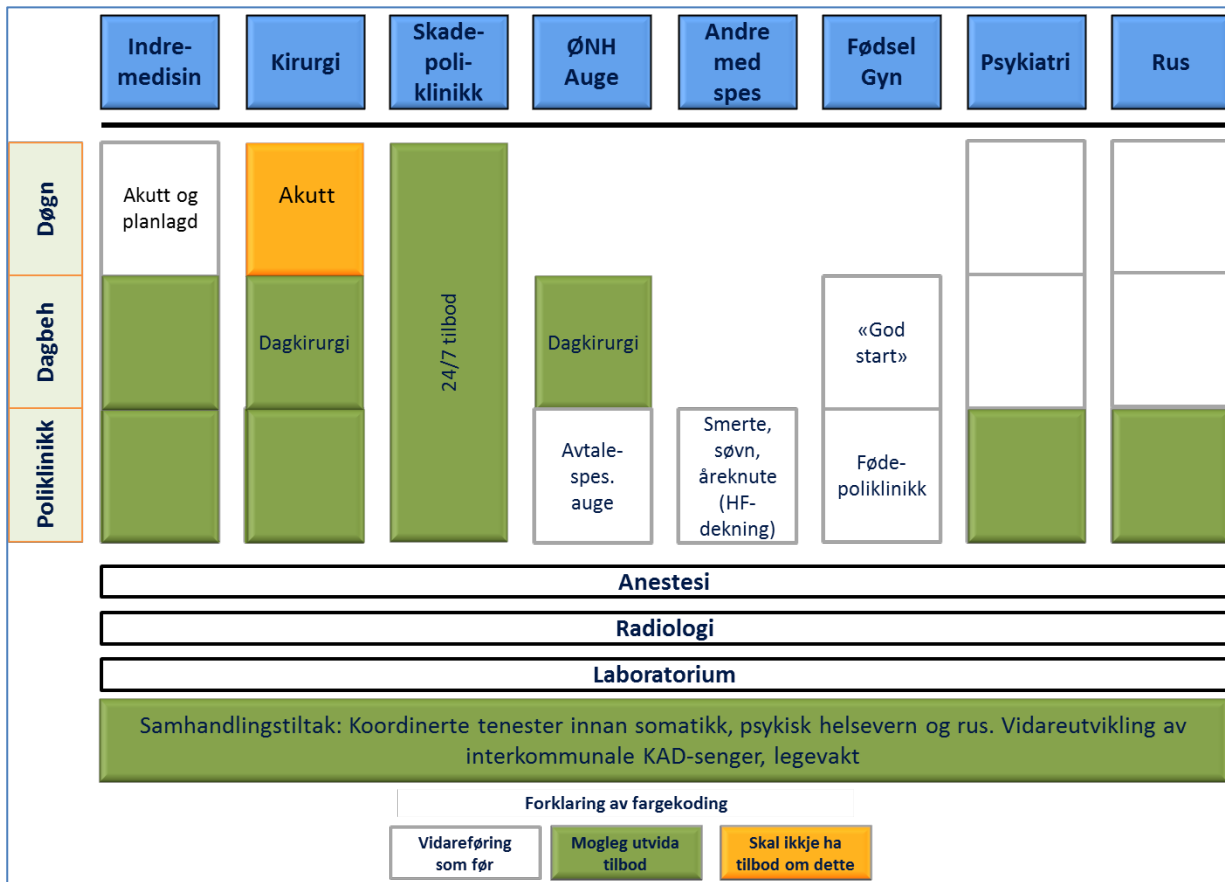 Indre-
medisin
Kirurgi
Skade-
poli-
klinikk
ØNH
Auge
Andre
med
spes
Fødsel
Gyn
Psykiatri
Rus
Døgn
Akutt og
planlagd
Akutt
24/7 tilbod
Dagbeh
Dagkirurgi
Dagkirurgi
«God
start»
Poliklinikk
Avtale-
spes.
auge
Smerte,
søvn,
åreknute
(HF-
dekning)
Føde-
poliklinikk
Anestesi
Radiologi
Laboratorium
Samhandlingstiltak: Koordinerte tenester innan somatikk, psykisk helsevern og rus. Vidareutvikling av
interkommunale KAD-senger, legevakt
Forklaring av fargekoding
Vidareføring
som før
Mogleg utvida
tilbod
Skal ikkje ha
tilbod om dette